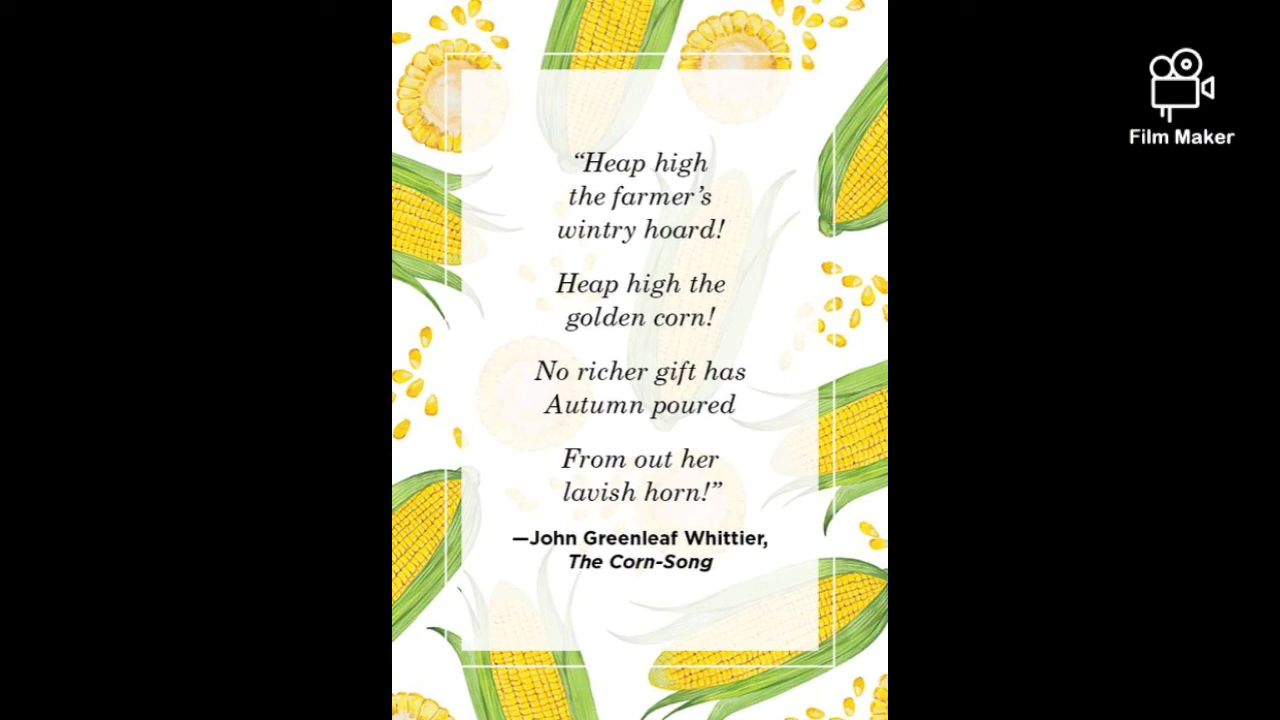 “Heap high
the farmer’s
wintry hoard!
Heap high the
golden corn!
No richer gift has
Autumn poured
From out her
lavish horn!”
—John Greenleaf Whittier,
The Corn-Song
Film Maker